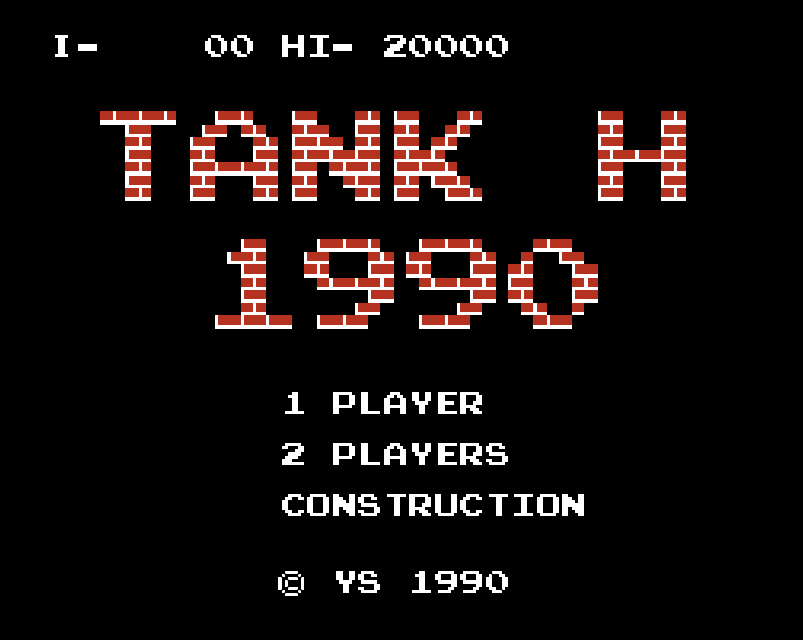 I-    00 HI- 20000
TANK H
1990
1 PLAYER
2 PLAYERS
CONSTRUCTION
© YS 1990